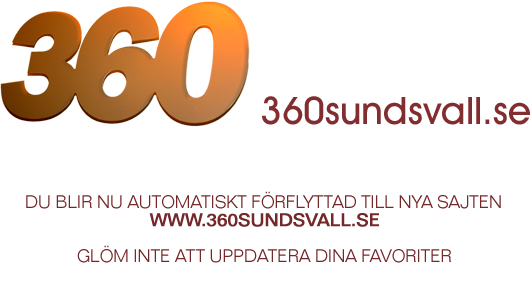 360
360sundsvall.se
DU BLIR NU AUTOMATISKT FÖRFLYTTAD TILL NYA SAJTEN
WWW.360SUNDSVALL.SE
GLÖM INTE ATT UPPDATERA DINA FAVORITER